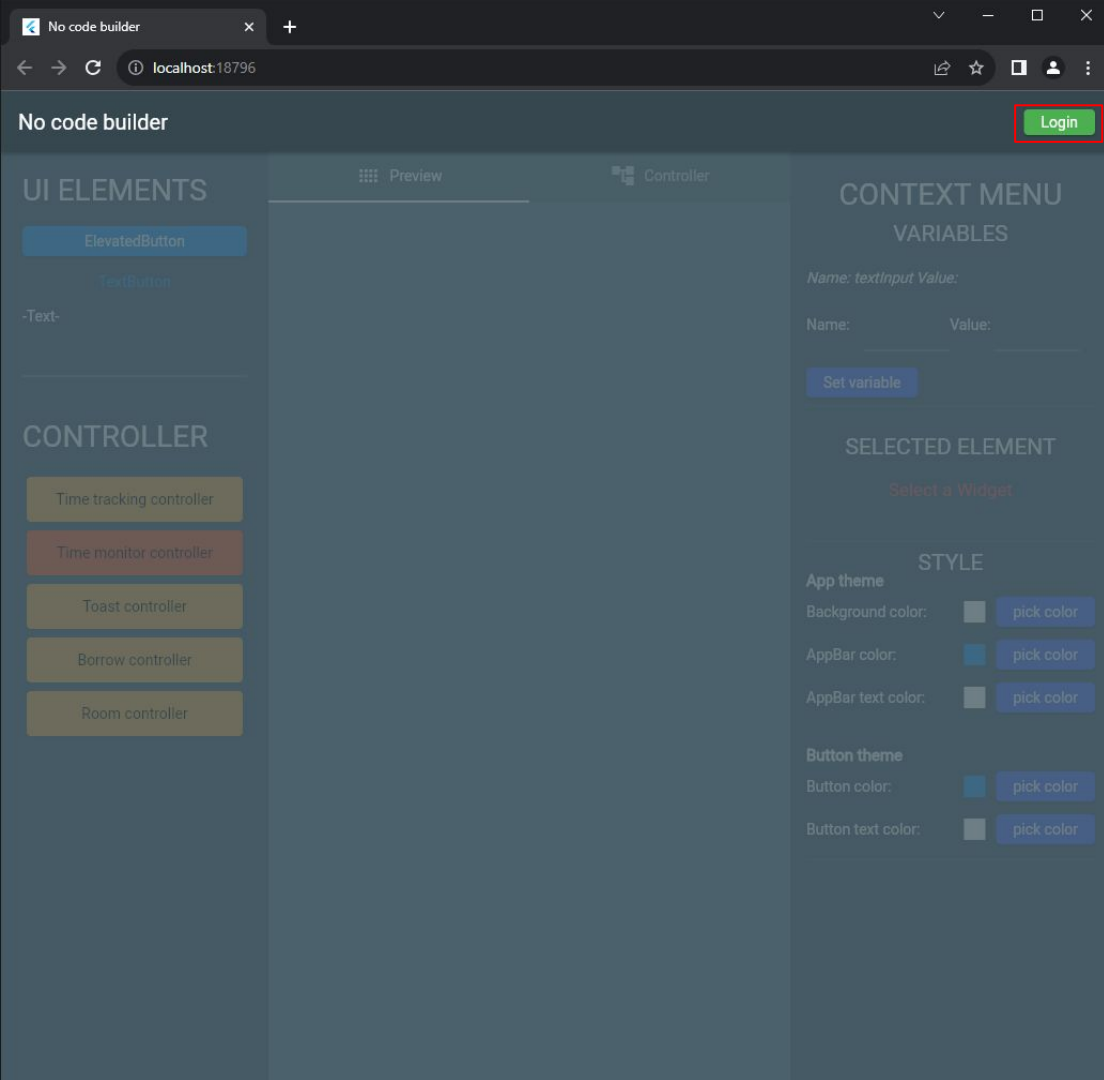 No code builder
localhost:18796
No code builder
Login
UI ELEMENTS
ElevatedButton
TextButton
-Text-
CONTROLLER
Time tracking controller
Time monitor controller
Toast controller
Borrow controller
Room controller
Preview
Controller
CONTEXT MENU
VARIABLES
Name: textInput Value:
Name:
Value:
Set variable
SELECTED ELEMENT
Select a Widget
STYLE
App theme
Background color:
pick color
AppBar color:
pick color
AppBar text color:
pick color
Button theme
Button color:
pick color
Button text color:
pick color